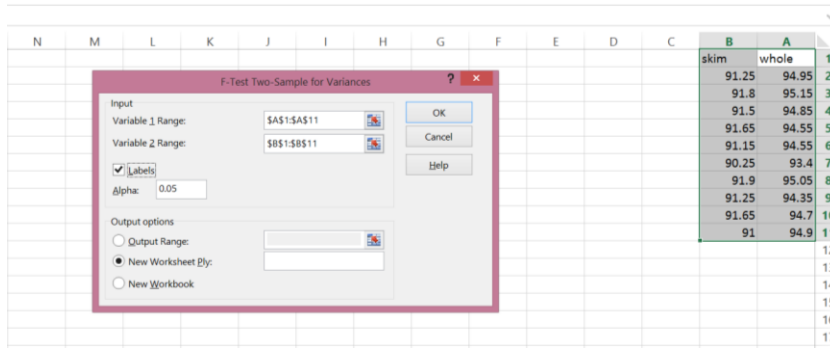 N M L K J I H G F E D C B A
skim whole 1
91.25 94.95 2
91.8 95.15 3
91.5 94.85 4
91.65 94.55 5
91.15 94.55 6
90.25 93.4 7
91.9 95.05 8
91.25 94.35 9
91.65 94.7
91 94.9
F-Test Two-Sample for Variances ? ×
Input
Variable 1 Range: $A$1:$A$11
Variable 2 Range: $B$1:$B$11
Labels
Alpha: 0.05
Output options
Output Range:
New Worksheet Ply:
New Workbook
OK
Cancel
Help